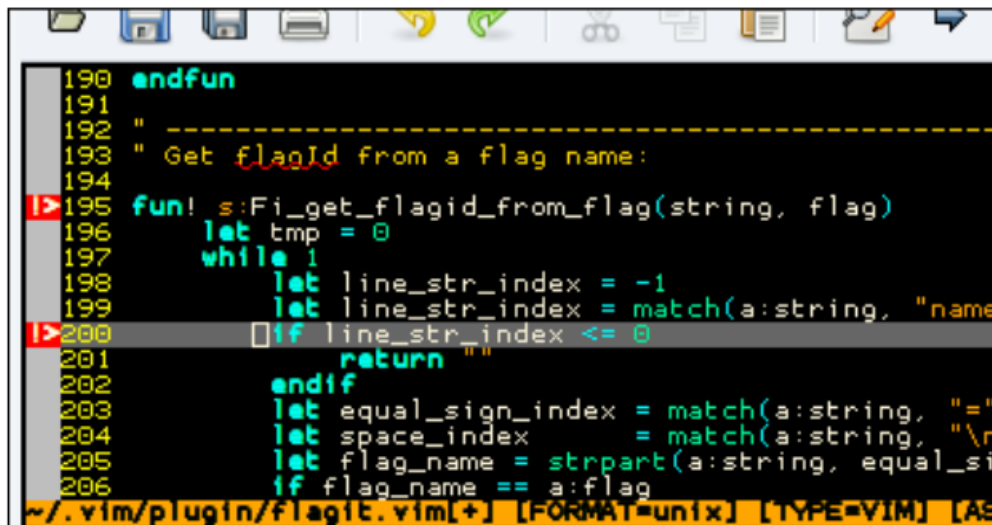 190 endfun
191
192 " ------------------------------------------------
193 " Get flagId from a flag name:
194
!>195 fun! s:Fi_get_flagid_from_flag(string, flag)
196 let tmp = 0
197 while 1
198 let line_str_index = -1
199 let line_str_index = match(a:string, "name
!>200 if line_str_index <= 0
201 return ""
202 endif
203 let equal_sign_index = match(a:string, "="
204 let space_index = match(a:string, "\n
205 let flag_name = strpart(a:string, equal_si
206 if flag_name == a:flag
~/.vim/plugin/flagit.vim[+] [FORMAT=unix] [TYPE=VIM] [AS